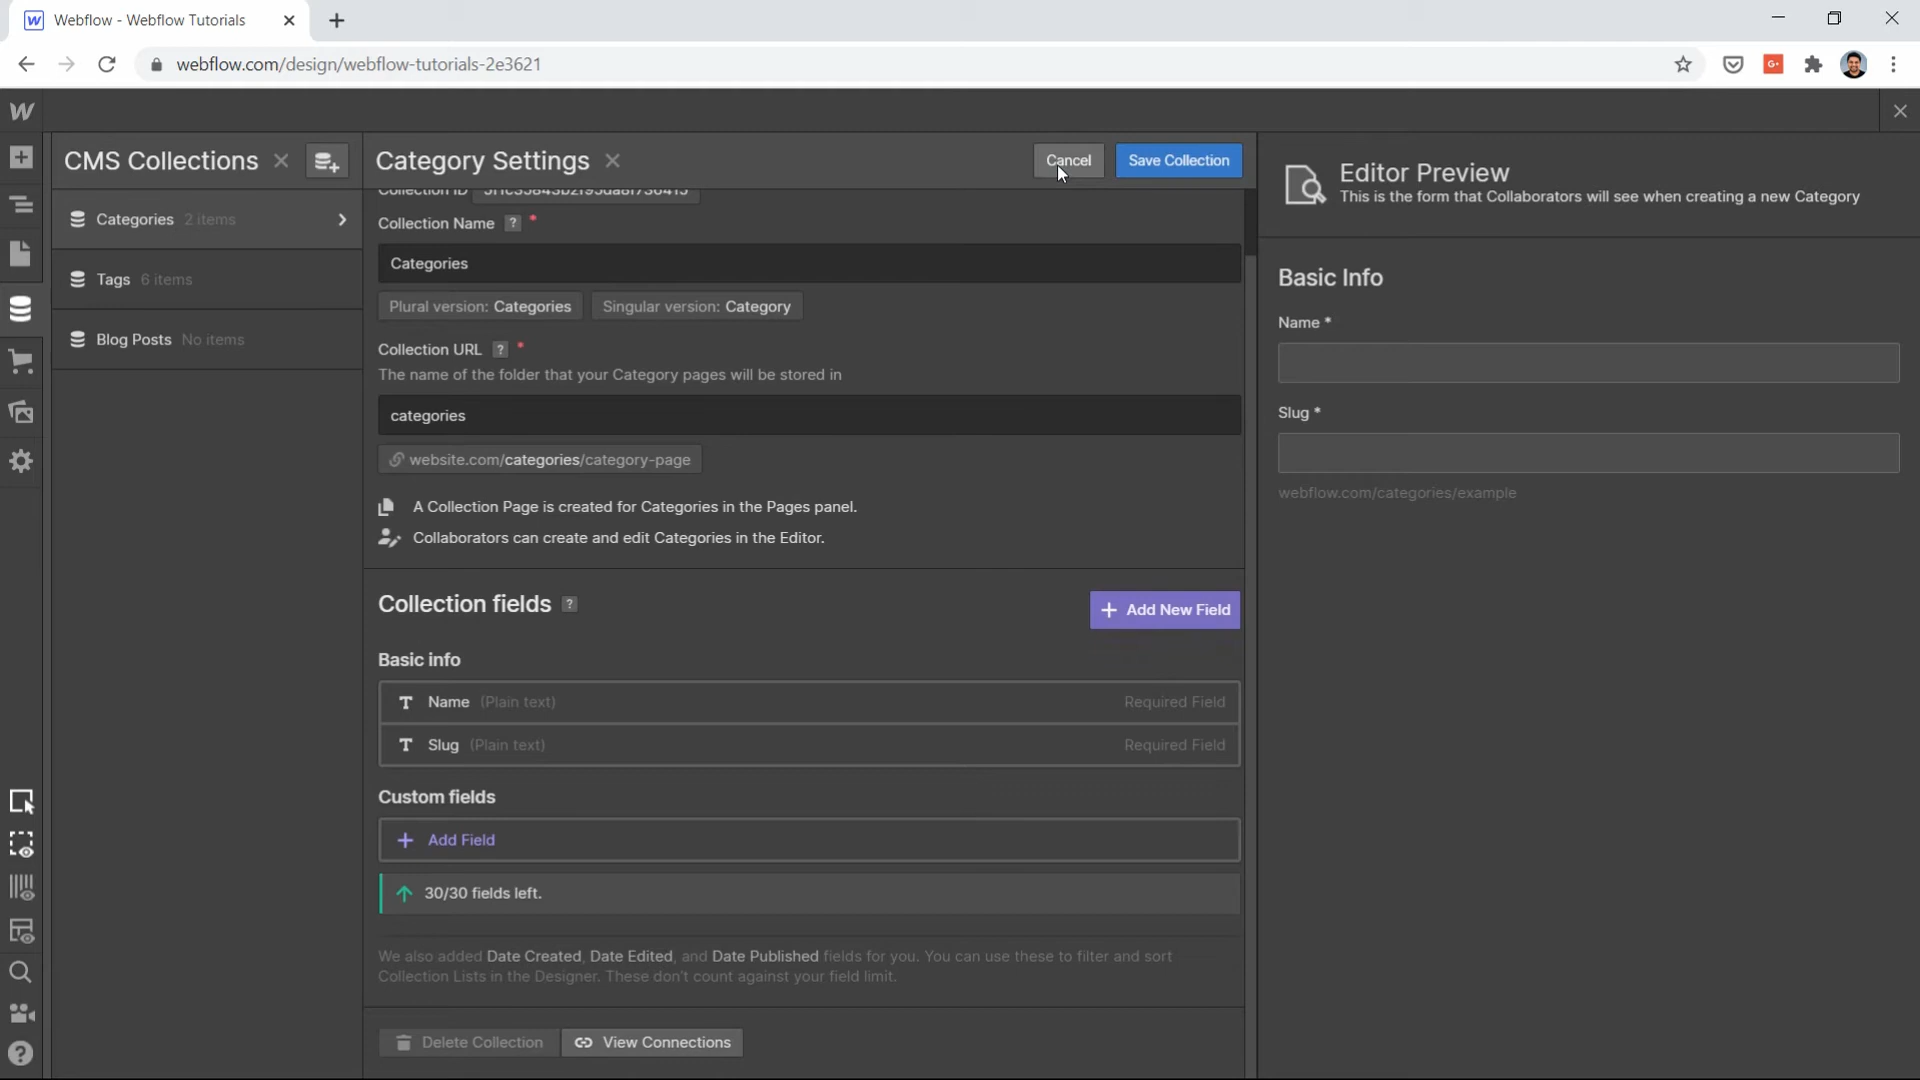 Webflow - Webflow Tutorials
webflow.com/design/webflow-tutorials-2e3621
CMS Collections
Categories 2 items
Tags 6 items
Blog Posts No items
Category Settings
Cancel
Save Collection
Collection ID
Collection Name ? *
Categories
Plural version: Categories
Singular version: Category
Collection URL ? *
The name of the folder that your Category pages will be stored in
categories
website.com/categories/category-page
A Collection Page is created for Categories in the Pages panel.
Collaborators can create and edit Categories in the Editor.
Collection fields ?
+ Add New Field
Basic info
T Name (Plain text) Required Field
T Slug (Plain text) Required Field
Custom fields
+ Add Field
30/30 fields left.
We also added Date Created, Date Edited, and Date Published fields for you. You can use these to filter and sort
Collection Lists in the Designer. These don't count against your field limit.
Delete Collection
View Connections
Editor Preview
This is the form that Collaborators will see when creating a new Category
Basic Info
Name *
Slug *
webflow.com/categories/example